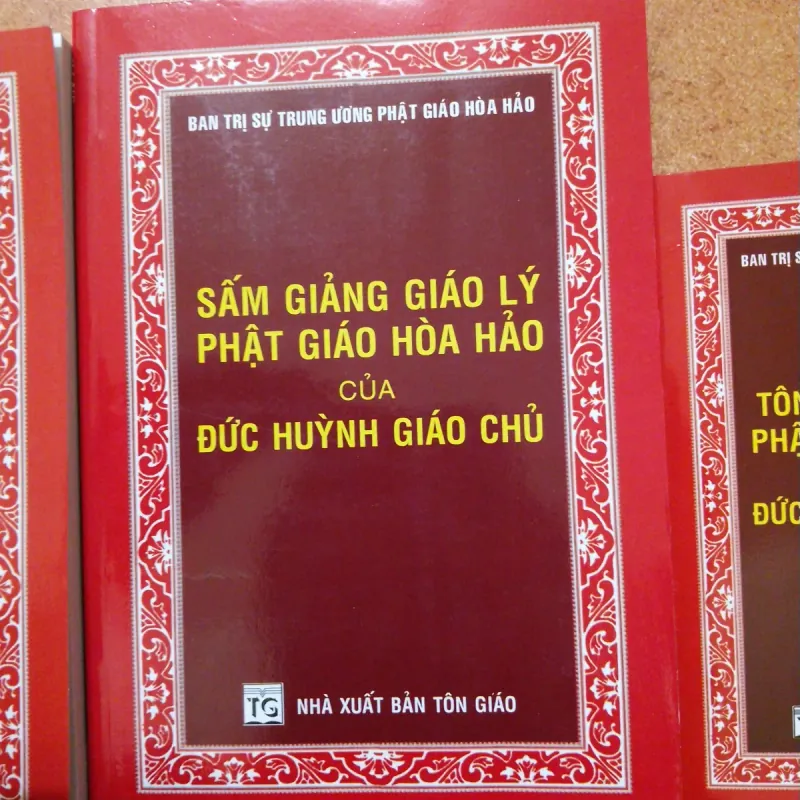 BAN TRỊ SỰ TRUNG ƯƠNG PHẬT GIÁO HÒA HẢO
SẤM GIẢNG GIÁO LÝ
PHẬT GIÁO HÒA HẢO
CỦA
ĐỨC HUỲNH GIÁO CHỦ
TG NHÀ XUẤT BẢN TÔN GIÁO
BAN TRỊ S
TÔN
PHẬ
ĐỨC